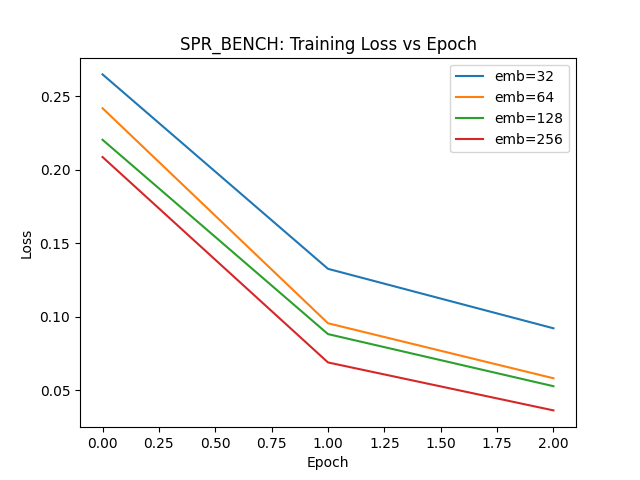 SPR_BENCH: Training Loss vs Epoch
emb=32
emb=64
emb=128
emb=256
Loss
0.25
0.20
0.15
0.10
0.05
0.00 0.25 0.50 0.75 1.00 1.25 1.50 1.75 2.00
Epoch